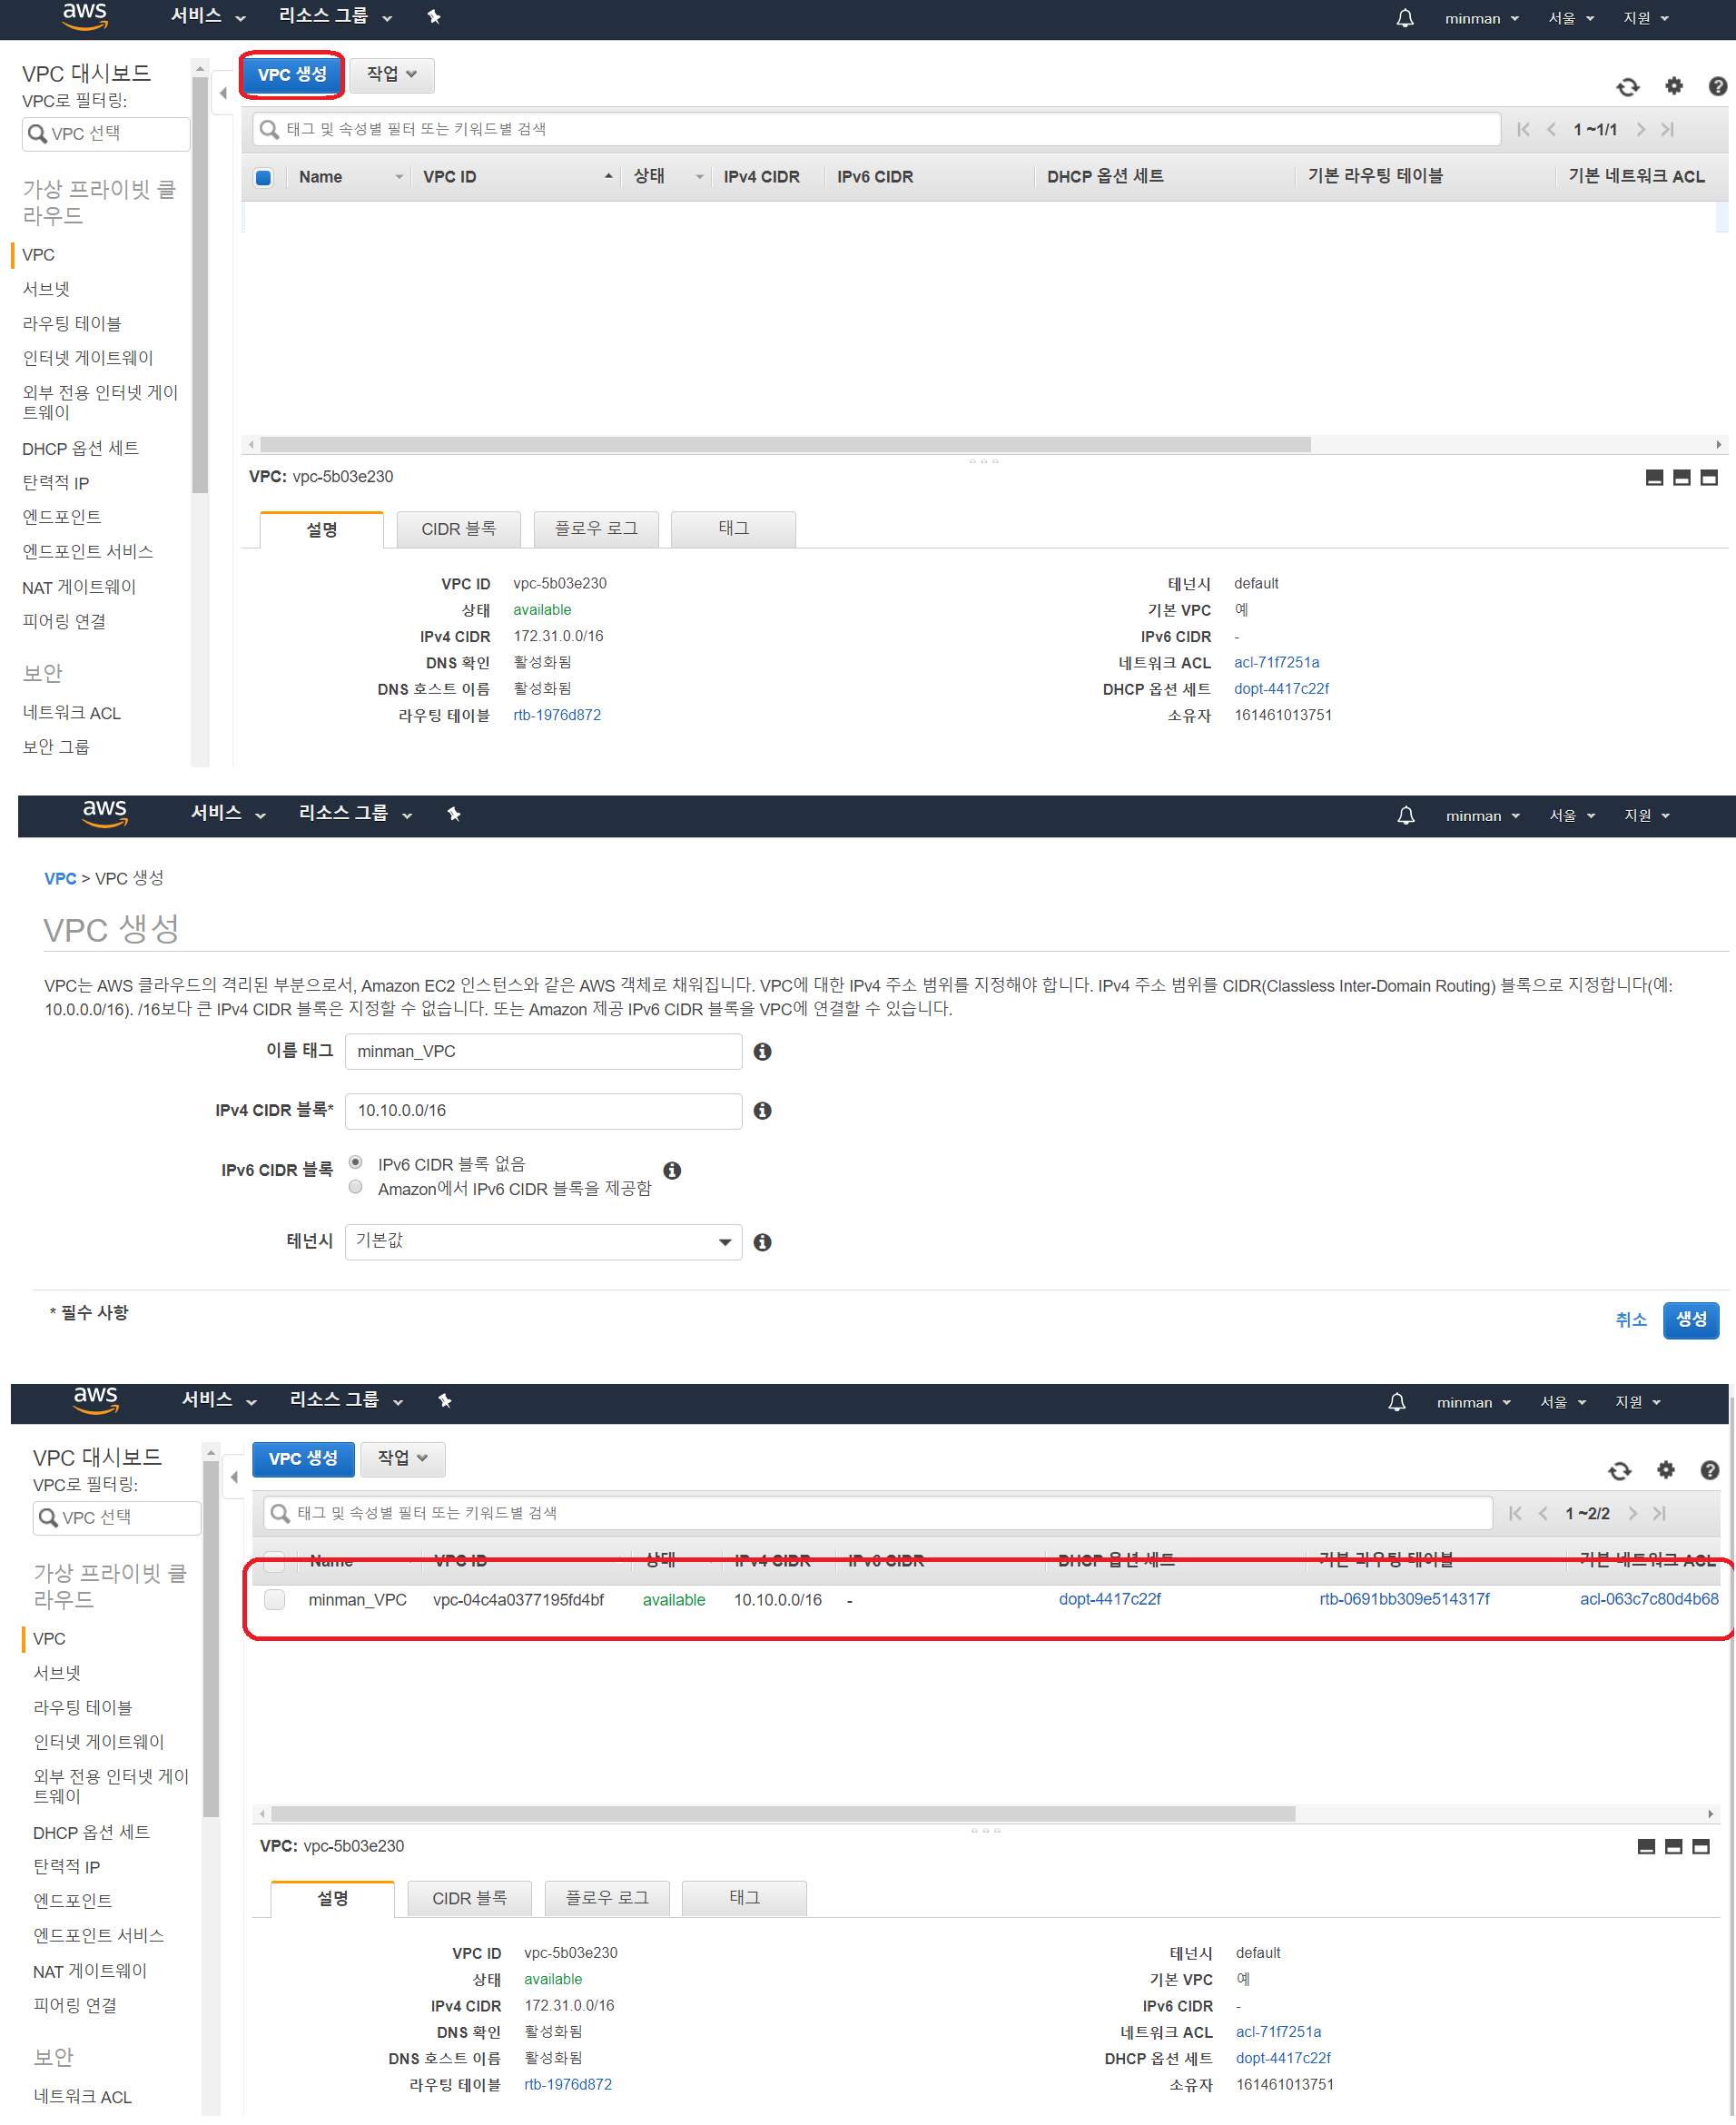 aws 서비스 리소스 그룹 minman 서울 지원
VPC 대시보드
VPC로 필터링:
VPC 선택
가상 프라이빗 클
라우드
VPC
서브넷
라우팅 테이블
인터넷 게이트웨이
외부 전용 인터넷 게이
트웨이
DHCP 옵션 세트
탄력적 IP
엔드포인트
엔드포인트 서비스
NAT 게이트웨이
피어링 연결
보안
네트워크 ACL
보안 그룹
VPC 생성 작업
태그 및 속성별 필터 또는 키워드별 검색 1 ~1/1
Name VPC ID 상태 IPv4 CIDR IPv6 CIDR DHCP 옵션 세트 기본 라우팅 테이블 기본 네트워크 ACL
VPC: vpc-5b03e230
설명 CIDR 블록 플로우 로그 태그
VPC ID vpc-5b03e230 테넌시 default
상태 available 기본 VPC 예
IPv4 CIDR 172.31.0.0/16 IPv6 CIDR -
DNS 확인 활성화됨 네트워크 ACL acl-71f7251a
DNS 호스트 이름 활성화됨 DHCP 옵션 세트 dopt-4417c22f
라우팅 테이블 rtb-1976d872 소유자 161461013751
aws 서비스 리소스 그룹 minman 서울 지원
VPC > VPC 생성
VPC 생성
VPC는 AWS 클라우드의 격리된 부분으로서, Amazon EC2 인스턴스와 같은 AWS 객체로 채워집니다. VPC에 대한 IPv4 주소 범위를 지정해야 합니다. IPv4 주소 범위를 CIDR(Classless Inter-Domain Routing) 블록으로 지정합니다(예:
10.0.0.0/16). /16보다 큰 IPv4 CIDR 블록은 지정할 수 없습니다. 또는 Amazon 제공 IPv6 CIDR 블록을 VPC에 연결할 수 있습니다.
이름 태그 minman_VPC
IPv4 CIDR 블록* 10.10.0.0/16
IPv6 CIDR 블록 IPv6 CIDR 블록 없음
Amazon에서 IPv6 CIDR 블록을 제공함
테넌시 기본값
* 필수 사항 취소 생성
aws 서비스 리소스 그룹 minman 서울 지원
VPC 대시보드
VPC로 필터링:
VPC 선택
가상 프라이빗 클
라우드
VPC
서브넷
라우팅 테이블
인터넷 게이트웨이
외부 전용 인터넷 게이
트웨이
DHCP 옵션 세트
탄력적 IP
엔드포인트
엔드포인트 서비스
NAT 게이트웨이
피어링 연결
보안
네트워크 ACL
VPC 생성 작업
태그 및 속성별 필터 또는 키워드별 검색 1 ~2/2
Name VPC ID 상태 IPv4 CIDR IPv6 CIDR DHCP 옵션 세트 기본 라우팅 테이블 기본 네트워크 ACL
minman_VPC vpc-04c4a0377195fd4bf available 10.10.0.0/16 - dopt-4417c22f rtb-0691bb309e514317f acl-063c7c80d4b68
VPC: vpc-5b03e230
설명 CIDR 블록 플로우 로그 태그
VPC ID vpc-5b03e230 테넌시 default
상태 available 기본 VPC 예
IPv4 CIDR 172.31.0.0/16 IPv6 CIDR -
DNS 확인 활성화됨 네트워크 ACL acl-71f7251a
DNS 호스트 이름 활성화됨 DHCP 옵션 세트 dopt-4417c22f
라우팅 테이블 rtb-1976d872 소유자 161461013751